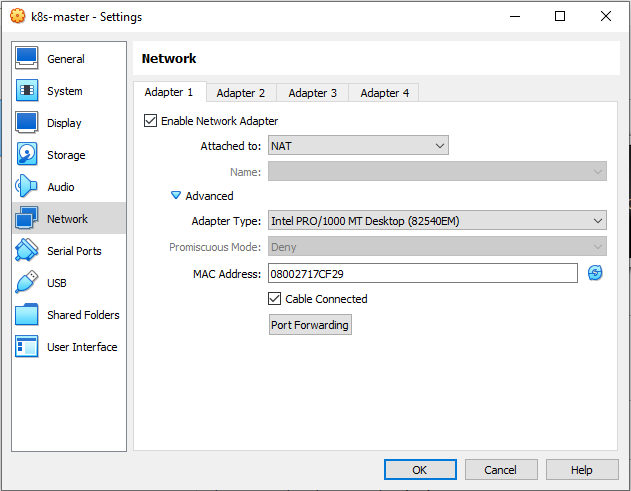 k8s-master - Settings
General
System
Display
Storage
Audio
Network
Serial Ports
USB
Shared Folders
User Interface
Network
Adapter 1 Adapter 2 Adapter 3 Adapter 4
Enable Network Adapter
Attached to: NAT
Name:
Advanced
Adapter Type: Intel PRO/1000 MT Desktop (82540EM)
Promiscuous Mode: Deny
MAC Address: 08002717CF29
Cable Connected
Port Forwarding
OK Cancel Help